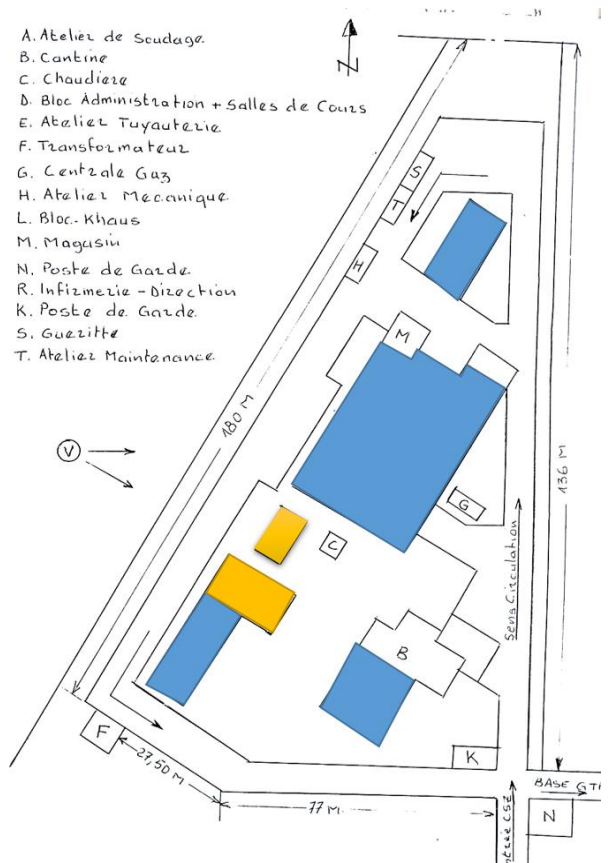 A. Atelier de Soudage
B. Cantine
C. Chaudiere
D. Bloc Administration + Salles de Cours
E. Atelier Tuyauterie
F. Transformateur
G. Centrale Gaz
H. Atelier Mecanique
L. Bloc-Khaus
M. Magasin
N. Poste de Garde
R. Infirmerie - Direction
K. Poste de Garde
S. Gueritte
T. Atelier Maintenance
N
S
T
H
M
180 M
136 M
V
G
C
Sens Circulation
B
F
27,50 M
K
77 M
BASE GT
N